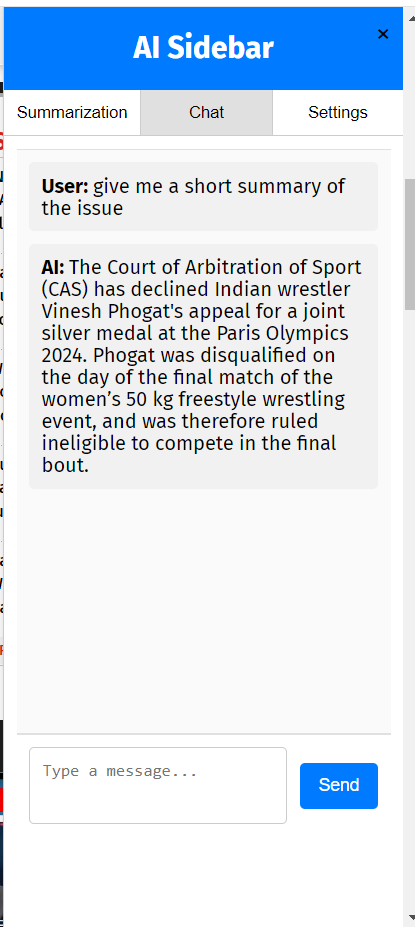 AI Sidebar
×
Summarization
Chat
Settings
User: give me a short summary of
the issue
AI: The Court of Arbitration of Sport
(CAS) has declined Indian wrestler
Vinesh Phogat's appeal for a joint
silver medal at the Paris Olympics
2024. Phogat was disqualified on
the day of the final match of the
women’s 50 kg freestyle wrestling
event, and was therefore ruled
ineligible to compete in the final
bout.
Type a message...
Send